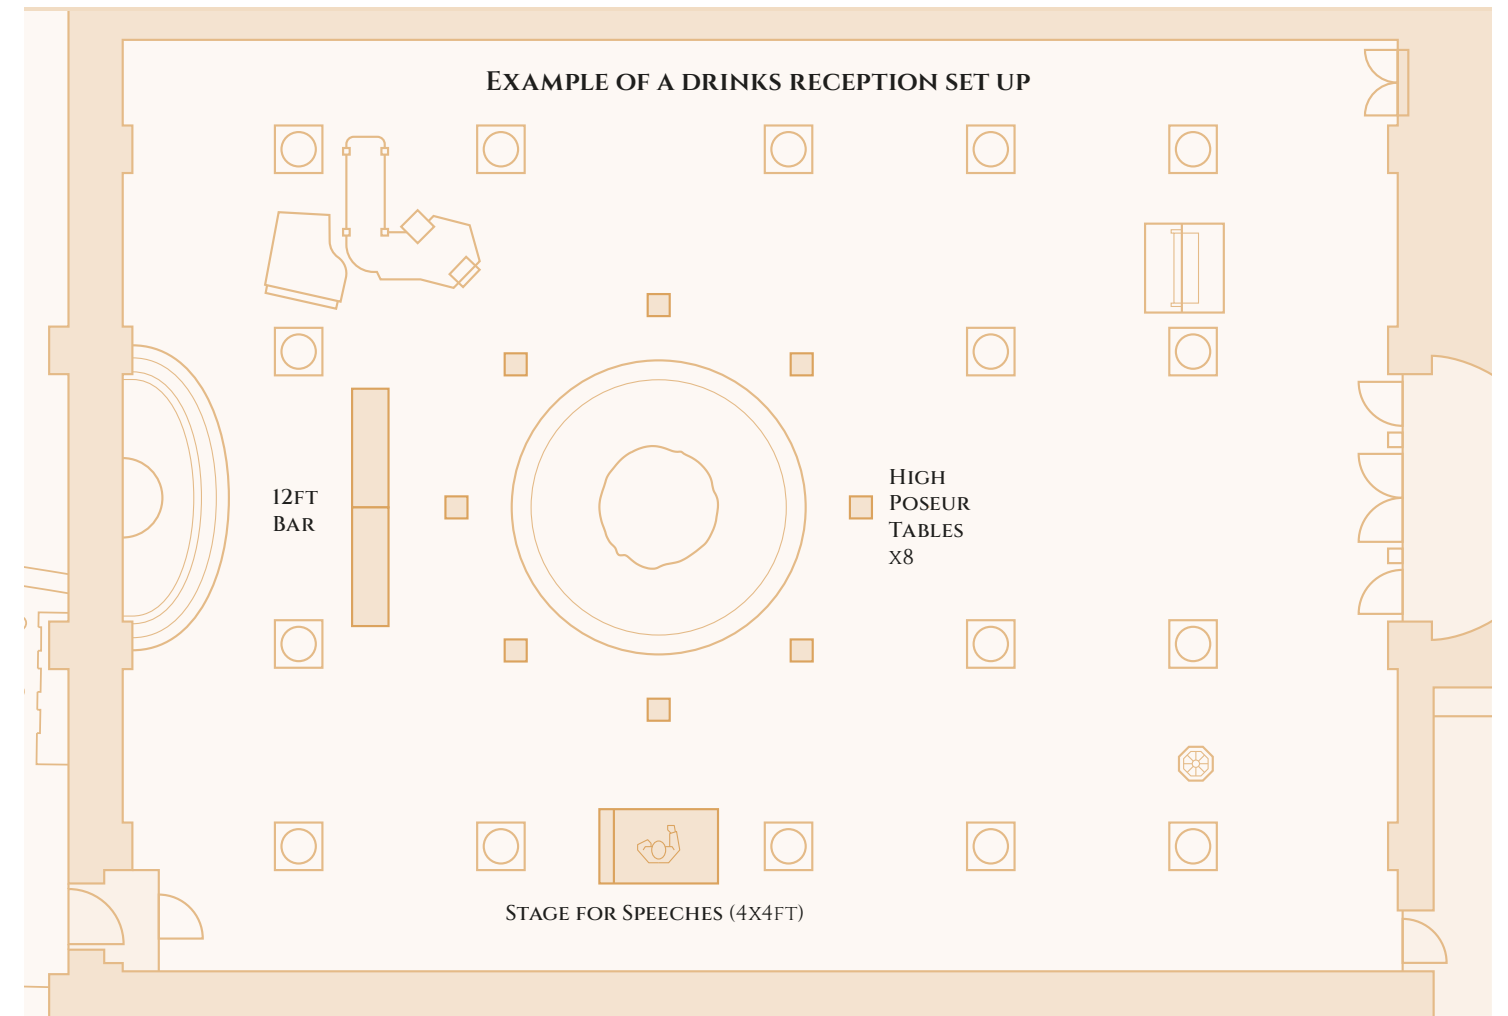 Example of a drinks reception set up
12ft
Bar
High
Poseur
Tables
x8
Stage for Speeches (4x4ft)